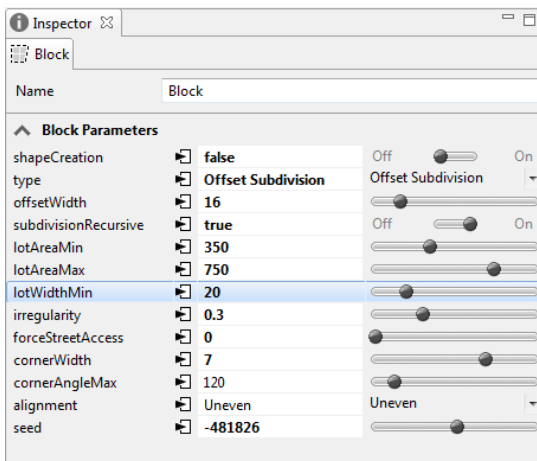 Inspector
Block
Name Block
Block Parameters
shapeCreation false Off On
type Offset Subdivision Offset Subdivision
offsetWidth 16
subdivisionRecursive true Off On
lotAreaMin 350
lotAreaMax 750
lotWidthMin 20
irregularity 0.3
forceStreetAccess 0
cornerWidth 7
cornerAngleMax 120
alignment Uneven Uneven
seed -481826